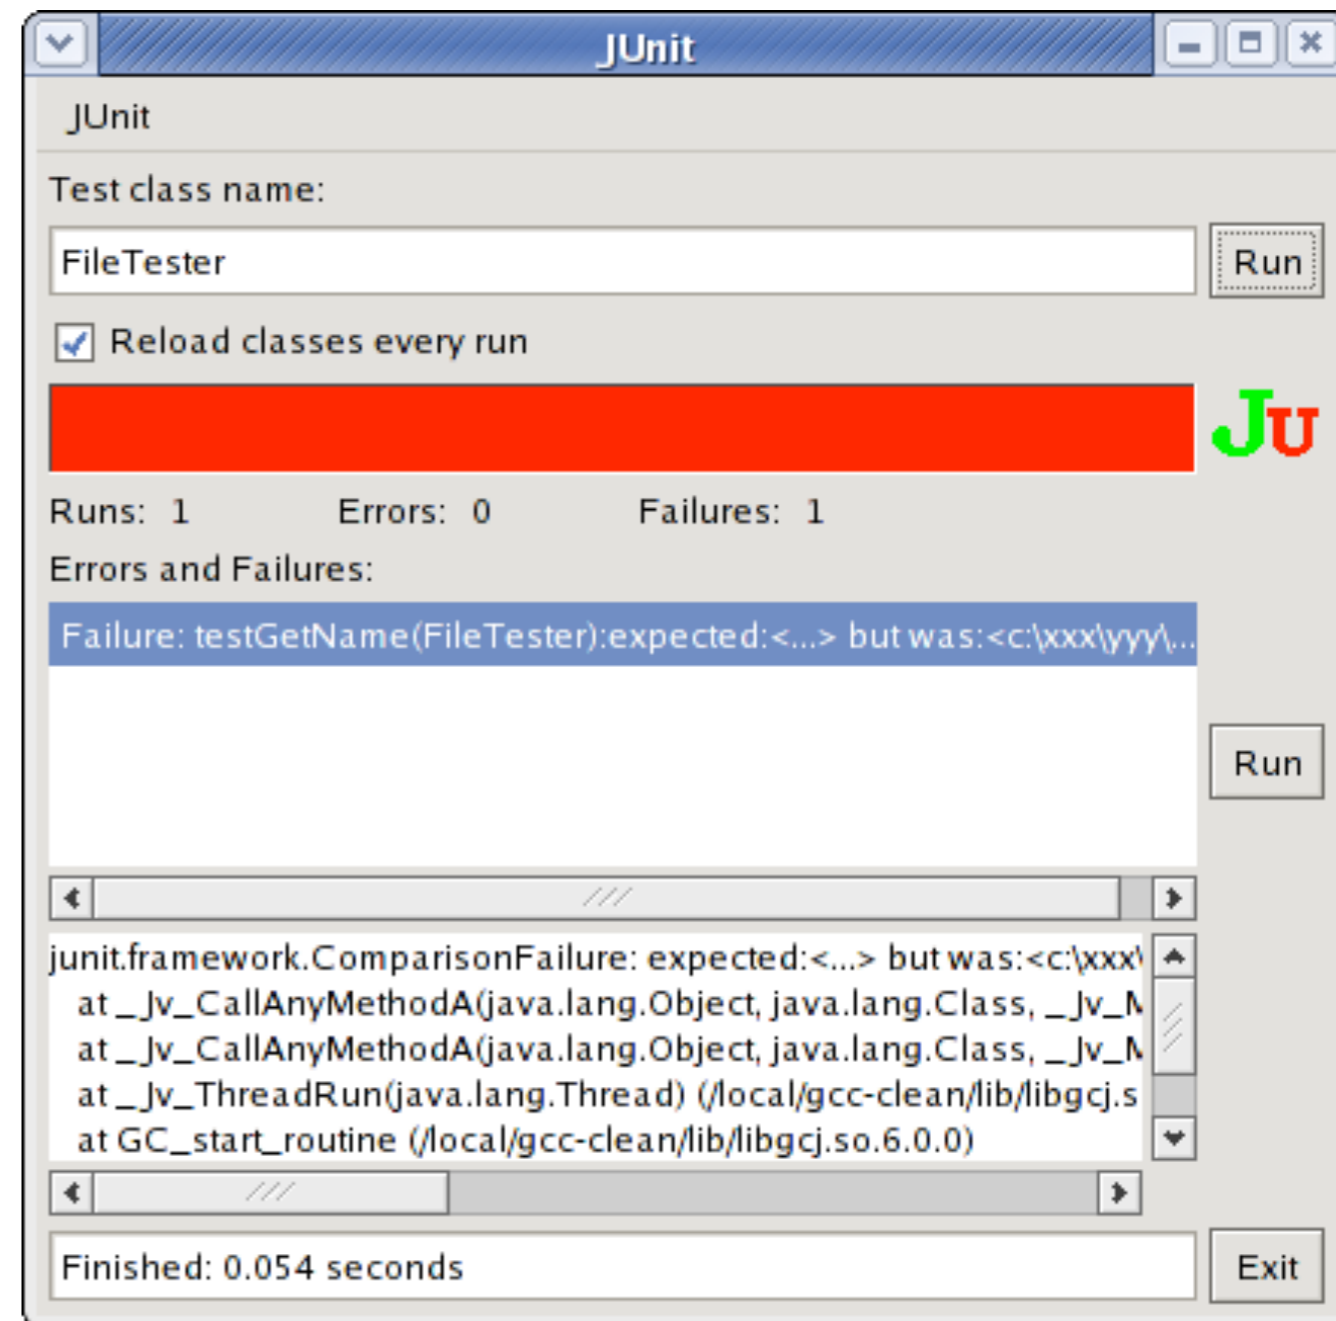 JUnit
JUnit
Test class name:
FileTester
Run
Reload classes every run
JU
Runs: 1 Errors: 0 Failures: 1
Errors and Failures:
Failure: testGetName(FileTester):expected:<...> but was:<c:\xxx\yyy\...
Run
junit.framework.ComparisonFailure: expected:<...> but was:<c:\xxx\
at _Jv_CallAnyMethodA(java.lang.Object, java.lang.Class, _Jv_M
at _Jv_CallAnyMethodA(java.lang.Object, java.lang.Class, _Jv_M
at _Jv_ThreadRun(java.lang.Thread) (/local/gcc-clean/lib/libgcj.s
at GC_start_routine (/local/gcc-clean/lib/libgcj.so.6.0.0)
Finished: 0.054 seconds
Exit